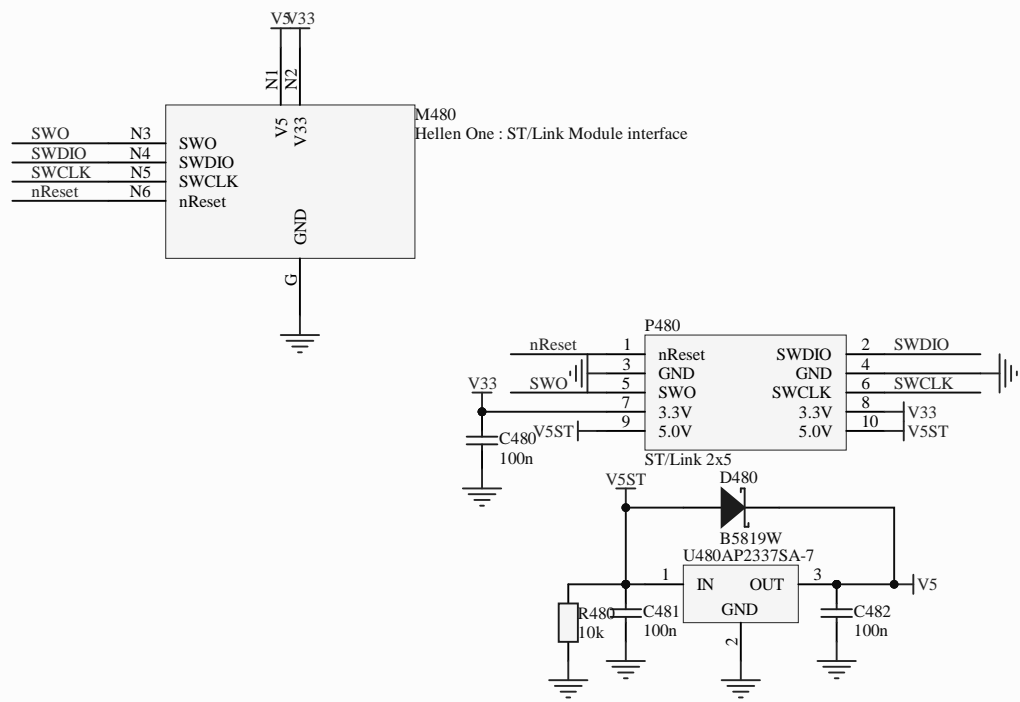 V5 V33
N1 N2
M480
Hellen One : ST/Link Module interface
V5 V33
SWO N3 SWO
SWDIO N4 SWDIO
SWCLK N5 SWCLK
nReset N6 nReset
GND
G
P480
nReset 1 nReset SWDIO 2 SWDIO
3 GND GND 4
SWO 5 SWO SWCLK 6 SWCLK
V33 7 3.3V 3.3V 8 V33
V5ST 9 5.0V 5.0V 10 V5ST
C480
100n
ST/Link 2x5
V5ST
D480
B5819W
U480AP2337SA-7
1 IN OUT 3 V5
GND
2
R480
10k
C481
100n
C482
100n